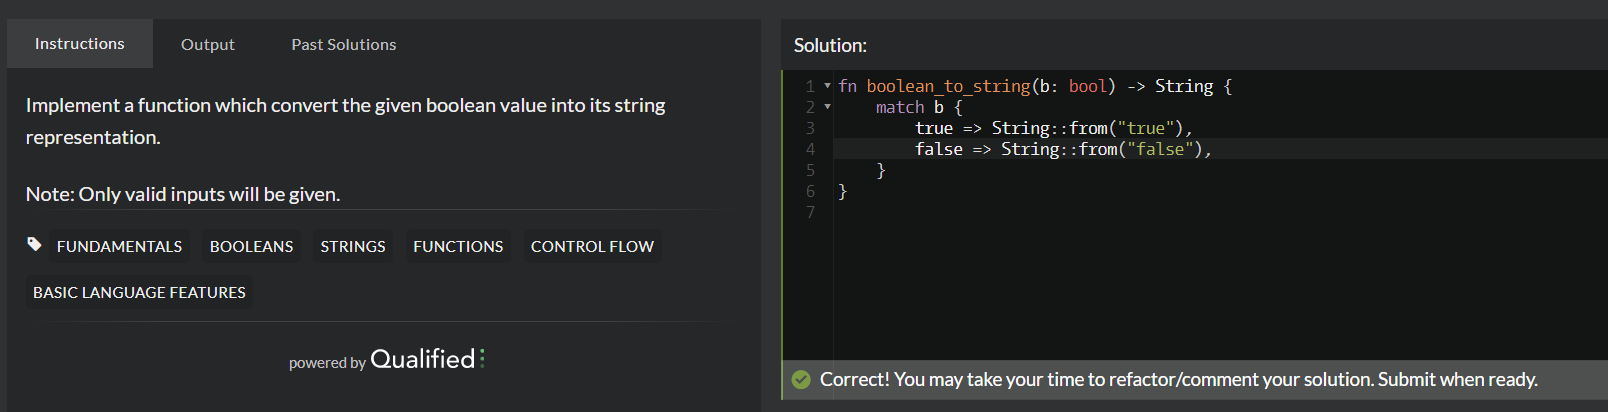 Instructions
Output
Past Solutions
Implement a function which convert the given boolean value into its string
representation.
Note: Only valid inputs will be given.
FUNDAMENTALS
BOOLEANS
STRINGS
FUNCTIONS
CONTROL FLOW
BASIC LANGUAGE FEATURES
powered by Qualified
Solution:
1 fn boolean_to_string(b: bool) -> String {
2     match b {
3         true => String::from("true"),
4         false => String::from("false"),
5     }
6 }
7
Correct! You may take your time to refactor/comment your solution. Submit when ready.